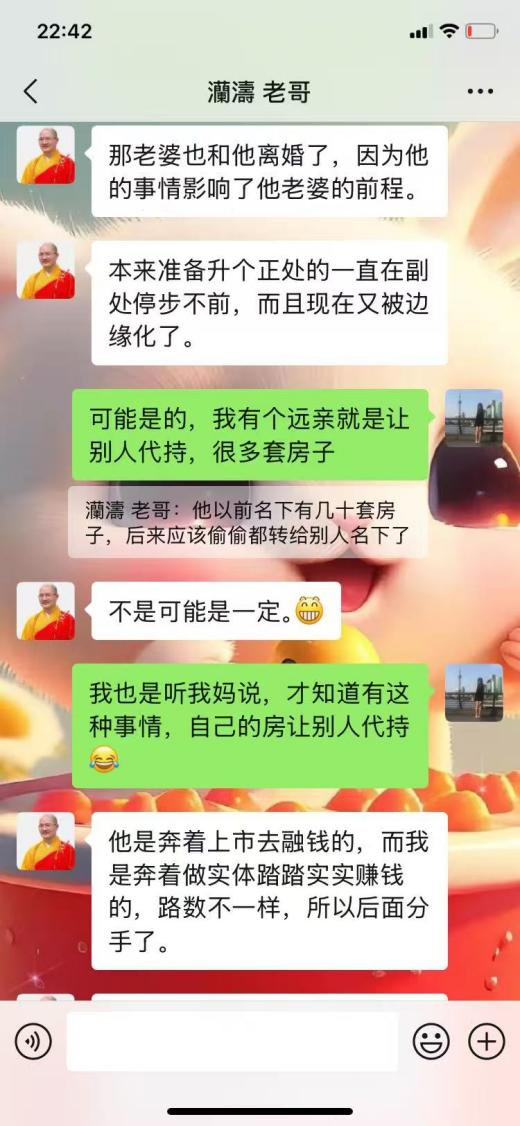 22:42
灡濤 老哥
那老婆也和他离婚了，因为他
的事情影响了他老婆的前程。
本来准备升个正处的一直在副
处停步不前，而且现在又被边
缘化了。
可能是的，我有个远亲就是让
别人代持，很多套房子
灡濤 老哥：他以前名下有几十套房
子，后来应该偷偷都转给别人名下了
不是可能是一定。😁
我也是听我妈说，才知道有这
种事情，自己的房让别人代持
😂
他是奔着上市去融钱的，而我
是奔着做实体踏踏实实赚钱
的，路数不一样，所以后面分
手了。